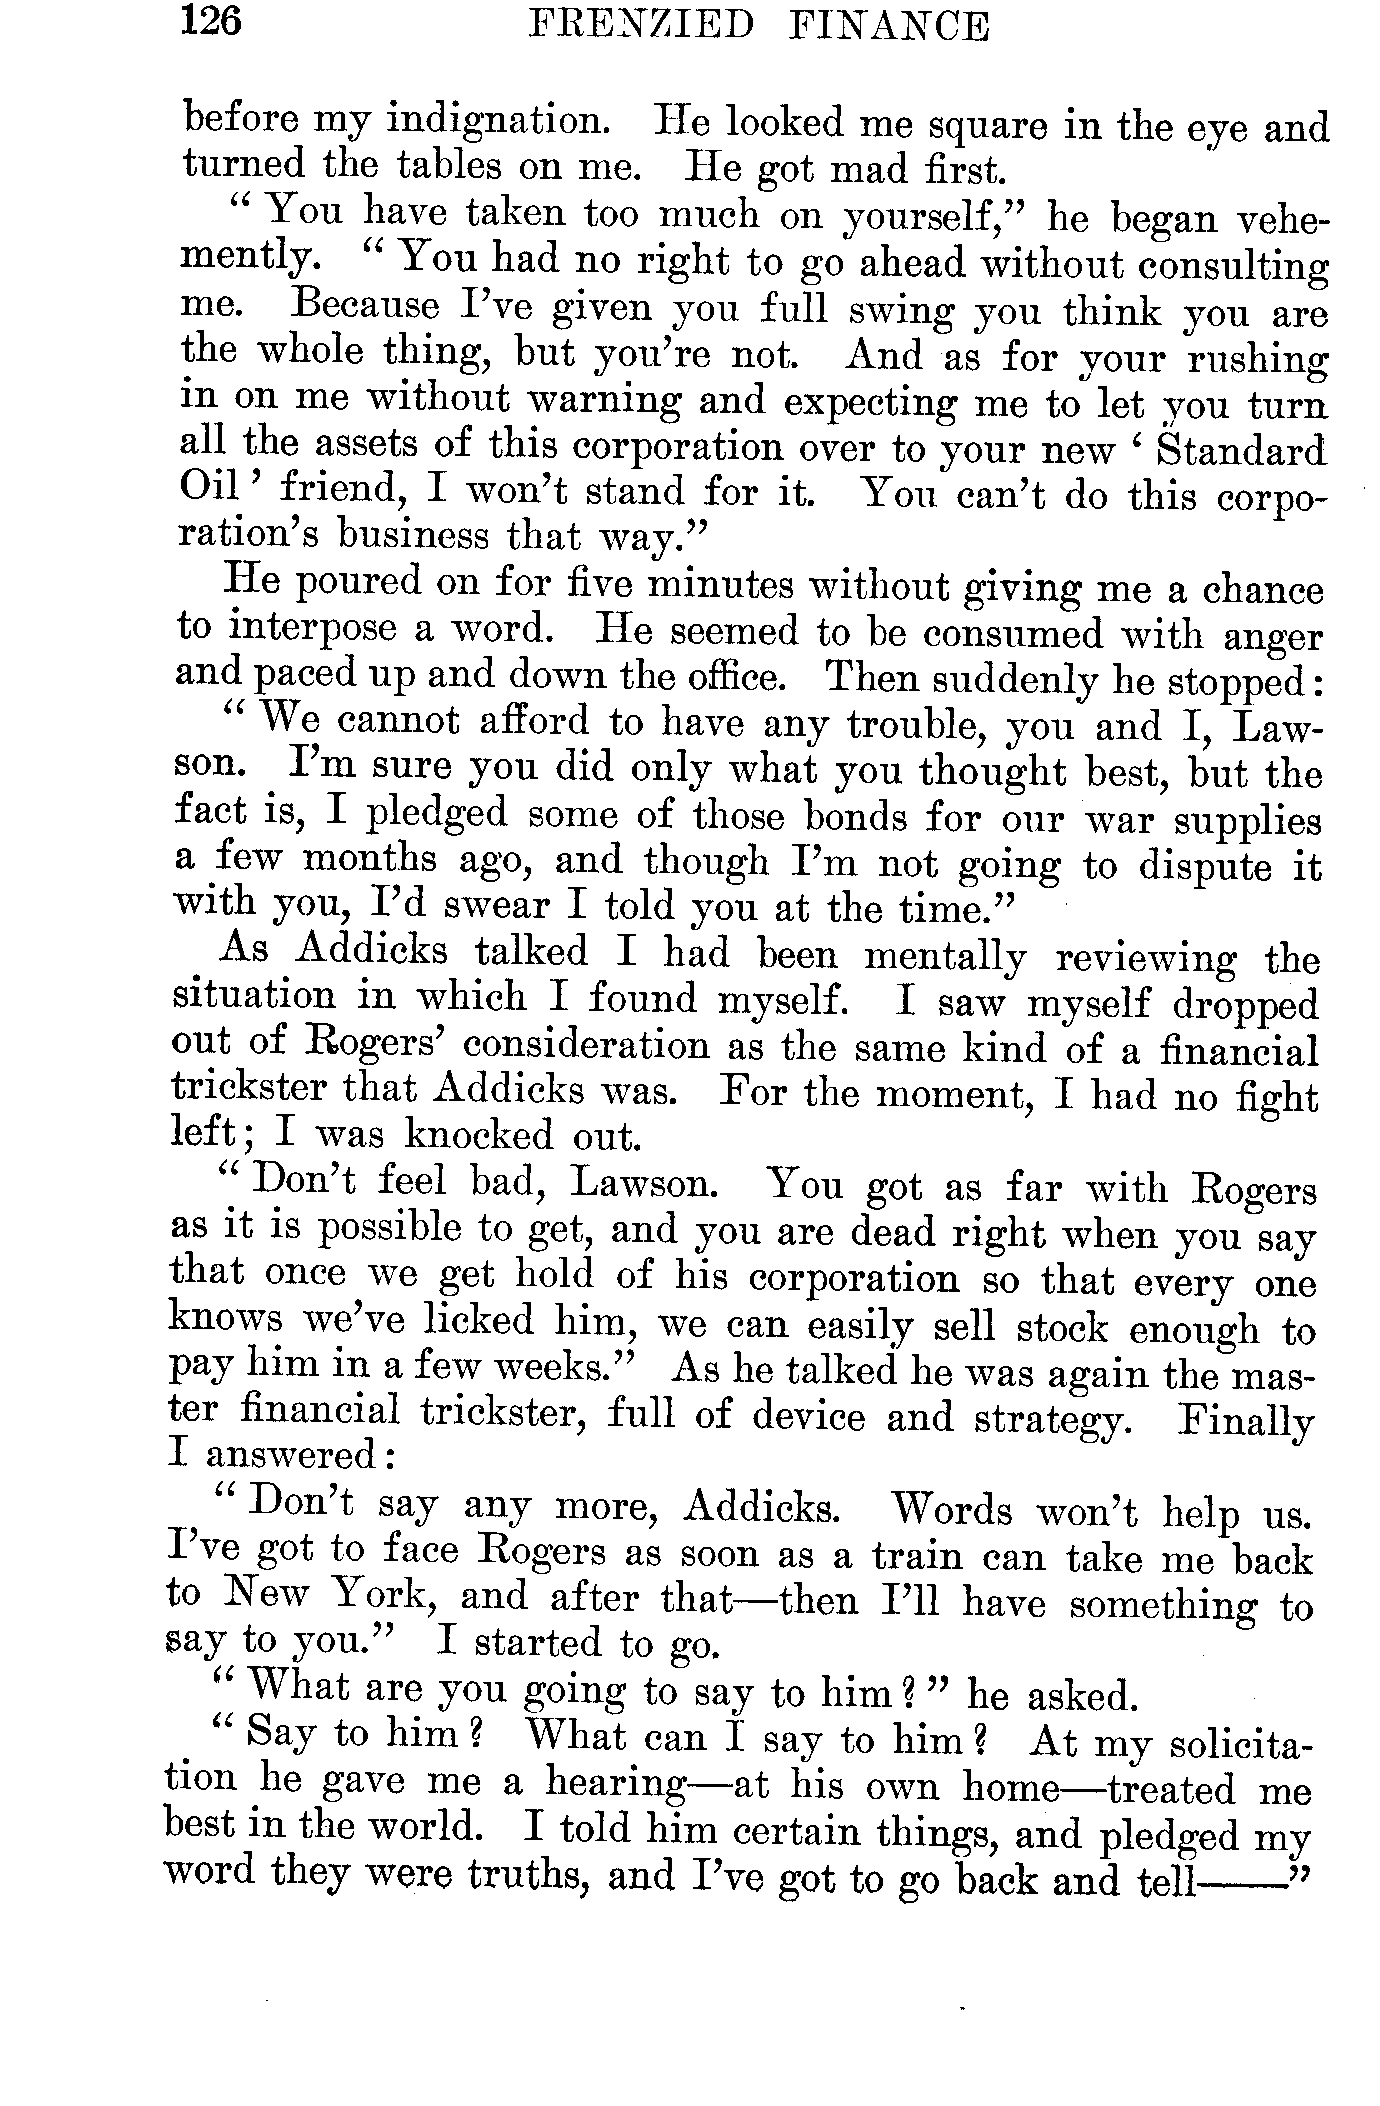 126 FRENZIED FINANCE
before my indignation. He looked me square in the eye and
turned the tables on me. He got mad first.
“ You have taken too much on yourself,” he began vehe-
mently. “ You had no right to go ahead without consulting
me. Because I’ve given you full swing you think you are
the whole thing, but you’re not. And as for your rushing
in on me without warning and expecting me to let you turn
all the assets of this corporation over to your new ‘ Standard
Oil ’ friend, I won’t stand for it. You can’t do this corpo-
ration’s business that way.”
He poured on for five minutes without giving me a chance
to interpose a word. He seemed to be consumed with anger
and paced up and down the office. Then suddenly he stopped:
“ We cannot afford to have any trouble, you and I, Law-
son. I’m sure you did only what you thought best, but the
fact is, I pledged some of those bonds for our war supplies
a few months ago, and though I’m not going to dispute it
with you, I’d swear I told you at the time.”
As Addicks talked I had been mentally reviewing the
situation in which I found myself. I saw myself dropped
out of Rogers’ consideration as the same kind of a financial
trickster that Addicks was. For the moment, I had no fight
left; I was knocked out.
“ Don’t feel bad, Lawson. You got as far with Rogers
as it is possible to get, and you are dead right when you say
that once we get hold of his corporation so that every one
knows we’ve licked him, we can easily sell stock enough to
pay him in a few weeks.” As he talked he was again the mas-
ter financial trickster, full of device and strategy. Finally
I answered:
“ Don’t say any more, Addicks. Words won’t help us.
I’ve got to face Rogers as soon as a train can take me back
to New York, and after that—then I’ll have something to
say to you.” I started to go.
“ What are you going to say to him ? ” he asked.
“ Say to him ? What can I say to him ? At my solicita-
tion he gave me a hearing—at his own home—treated me
best in the world. I told him certain things, and pledged my
word they were truths, and I’ve got to go back and tell——”